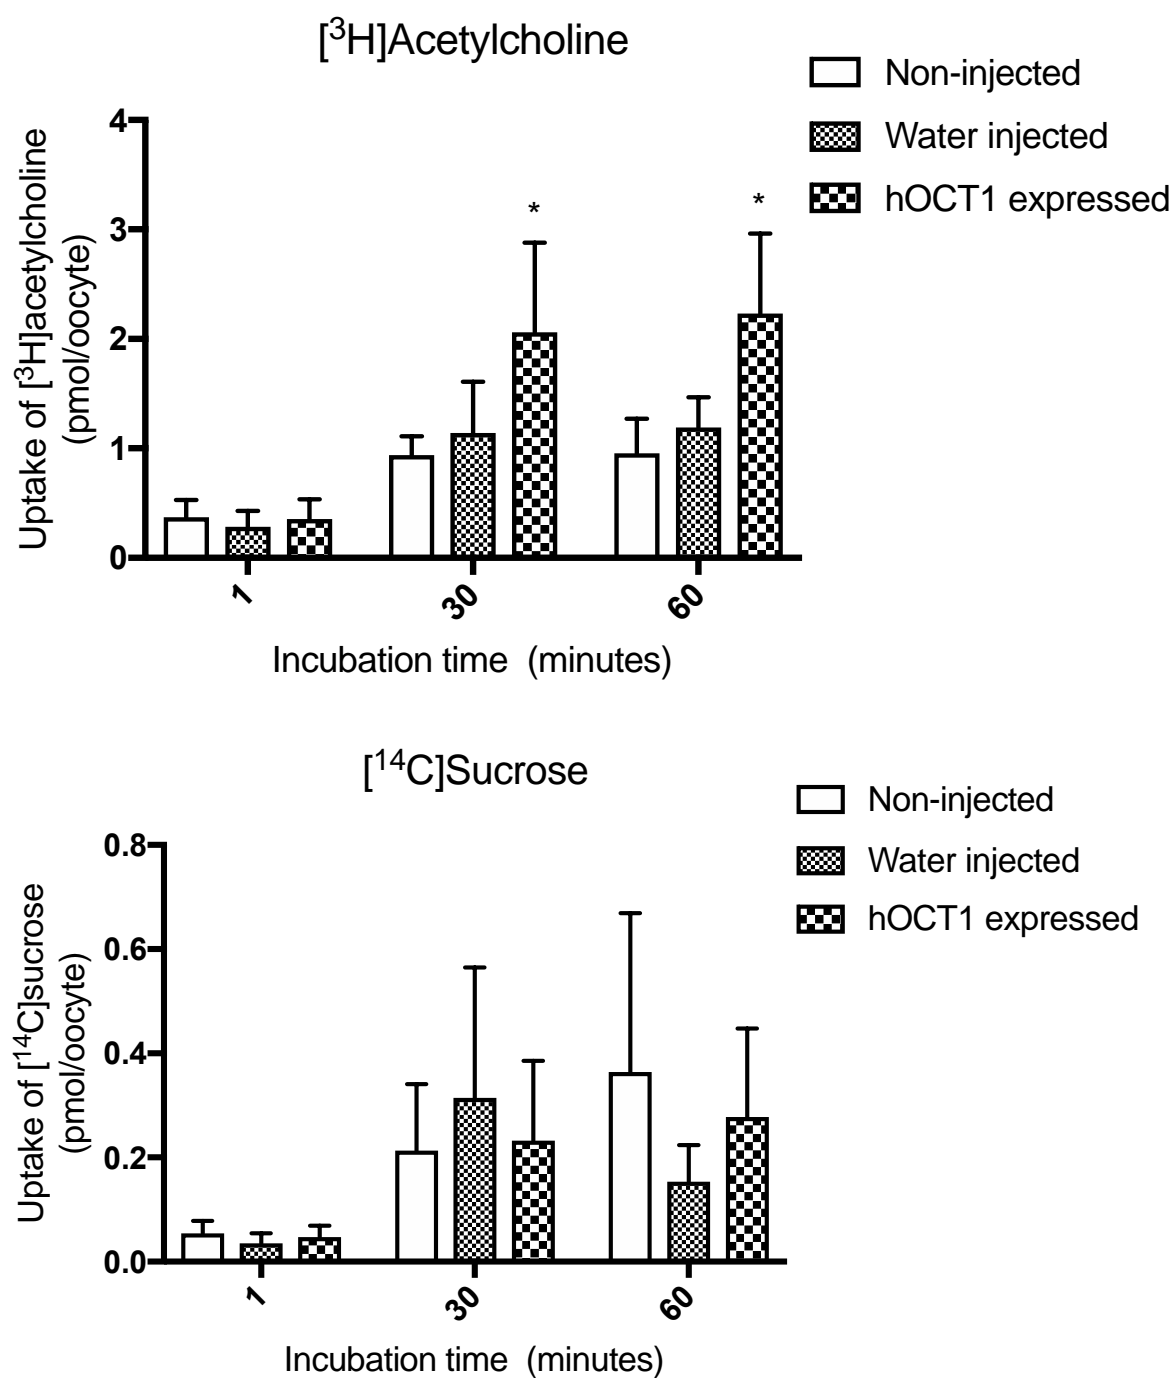 [³H]Acetylcholine
Non-injected
Water injected
hOCT1 expressed
Uptake of [³H]acetylcholine
(pmol/oocyte)
4
3
2
1
0
*
*
1
30
60
Incubation time (minutes)
[¹⁴C]Sucrose
Non-injected
Water injected
hOCT1 expressed
Uptake of [¹⁴C]sucrose
(pmol/oocyte)
0.8
0.6
0.4
0.2
0.0
1
30
60
Incubation time (minutes)